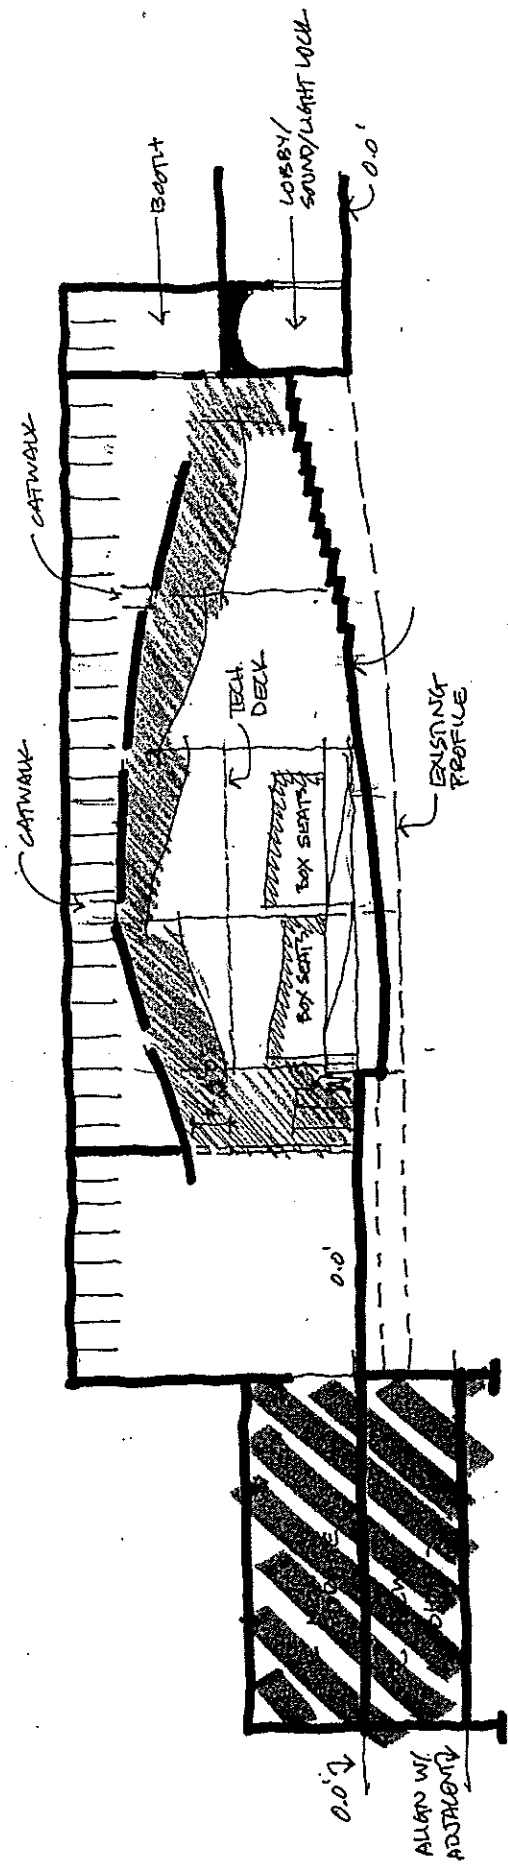 BOOTH
LOBBY/
SOUND/LIGHT LOCK
0.0'
CATWALK
CATWALK
TECH.
DECK
BOX SEATS
BOX SEATS
EXISTING
PROFILE
0.0'
0.0'
ALIGN W/
ADJACENT